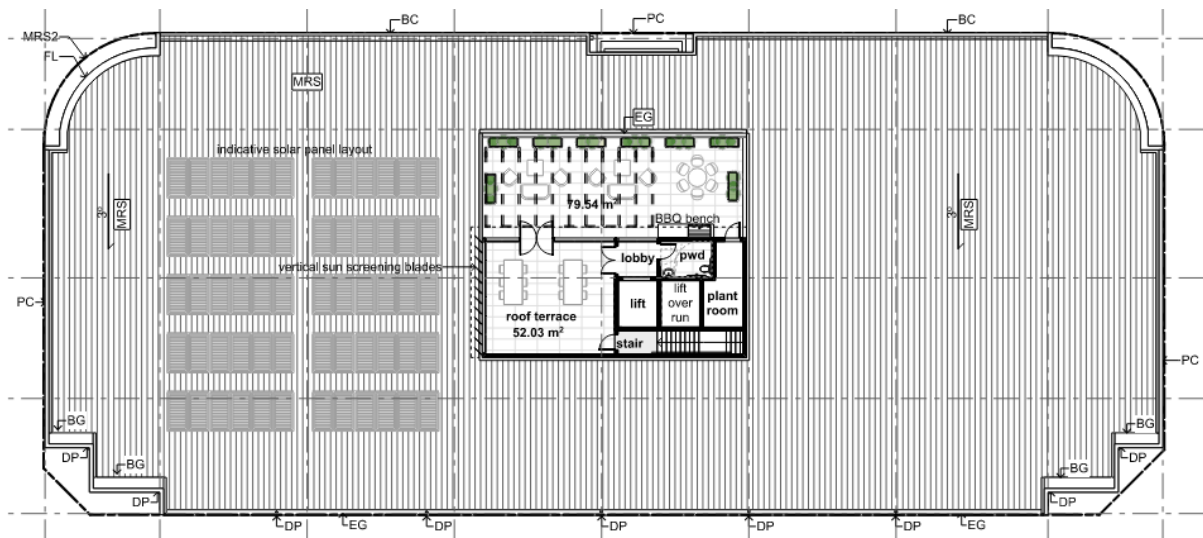 BC
PC
BC
MRS2
FL
MRS
EG
indicative solar panel layout
79.54 m²
BBQ bench
3°
MRS
3°
MRS
lobby
pwd
vertical sun screening blades
PC
lift
lift
over
run
plant
room
roof terrace
52.03 m²
stair
PC
BG
BG
DP
DP
BG
BG
DP
DP
DP
EG
DP
DP
DP
DP
EG